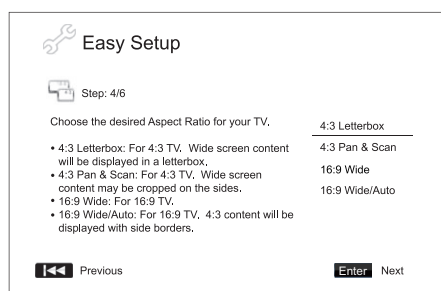 Easy Setup
Step: 4/6
Choose the desired Aspect Ratio for your TV.
• 4:3 Letterbox: For 4:3 TV. Wide screen content
will be displayed in a letterbox.
• 4:3 Pan & Scan: For 4:3 TV. Wide screen
content may be cropped on the sides.
• 16:9 Wide: For 16:9 TV.
• 16:9 Wide/Auto: For 16:9 TV. 4:3 content will be
displayed with side borders.
4:3 Letterbox
4:3 Pan & Scan
16:9 Wide
16:9 Wide/Auto
Previous
Enter Next